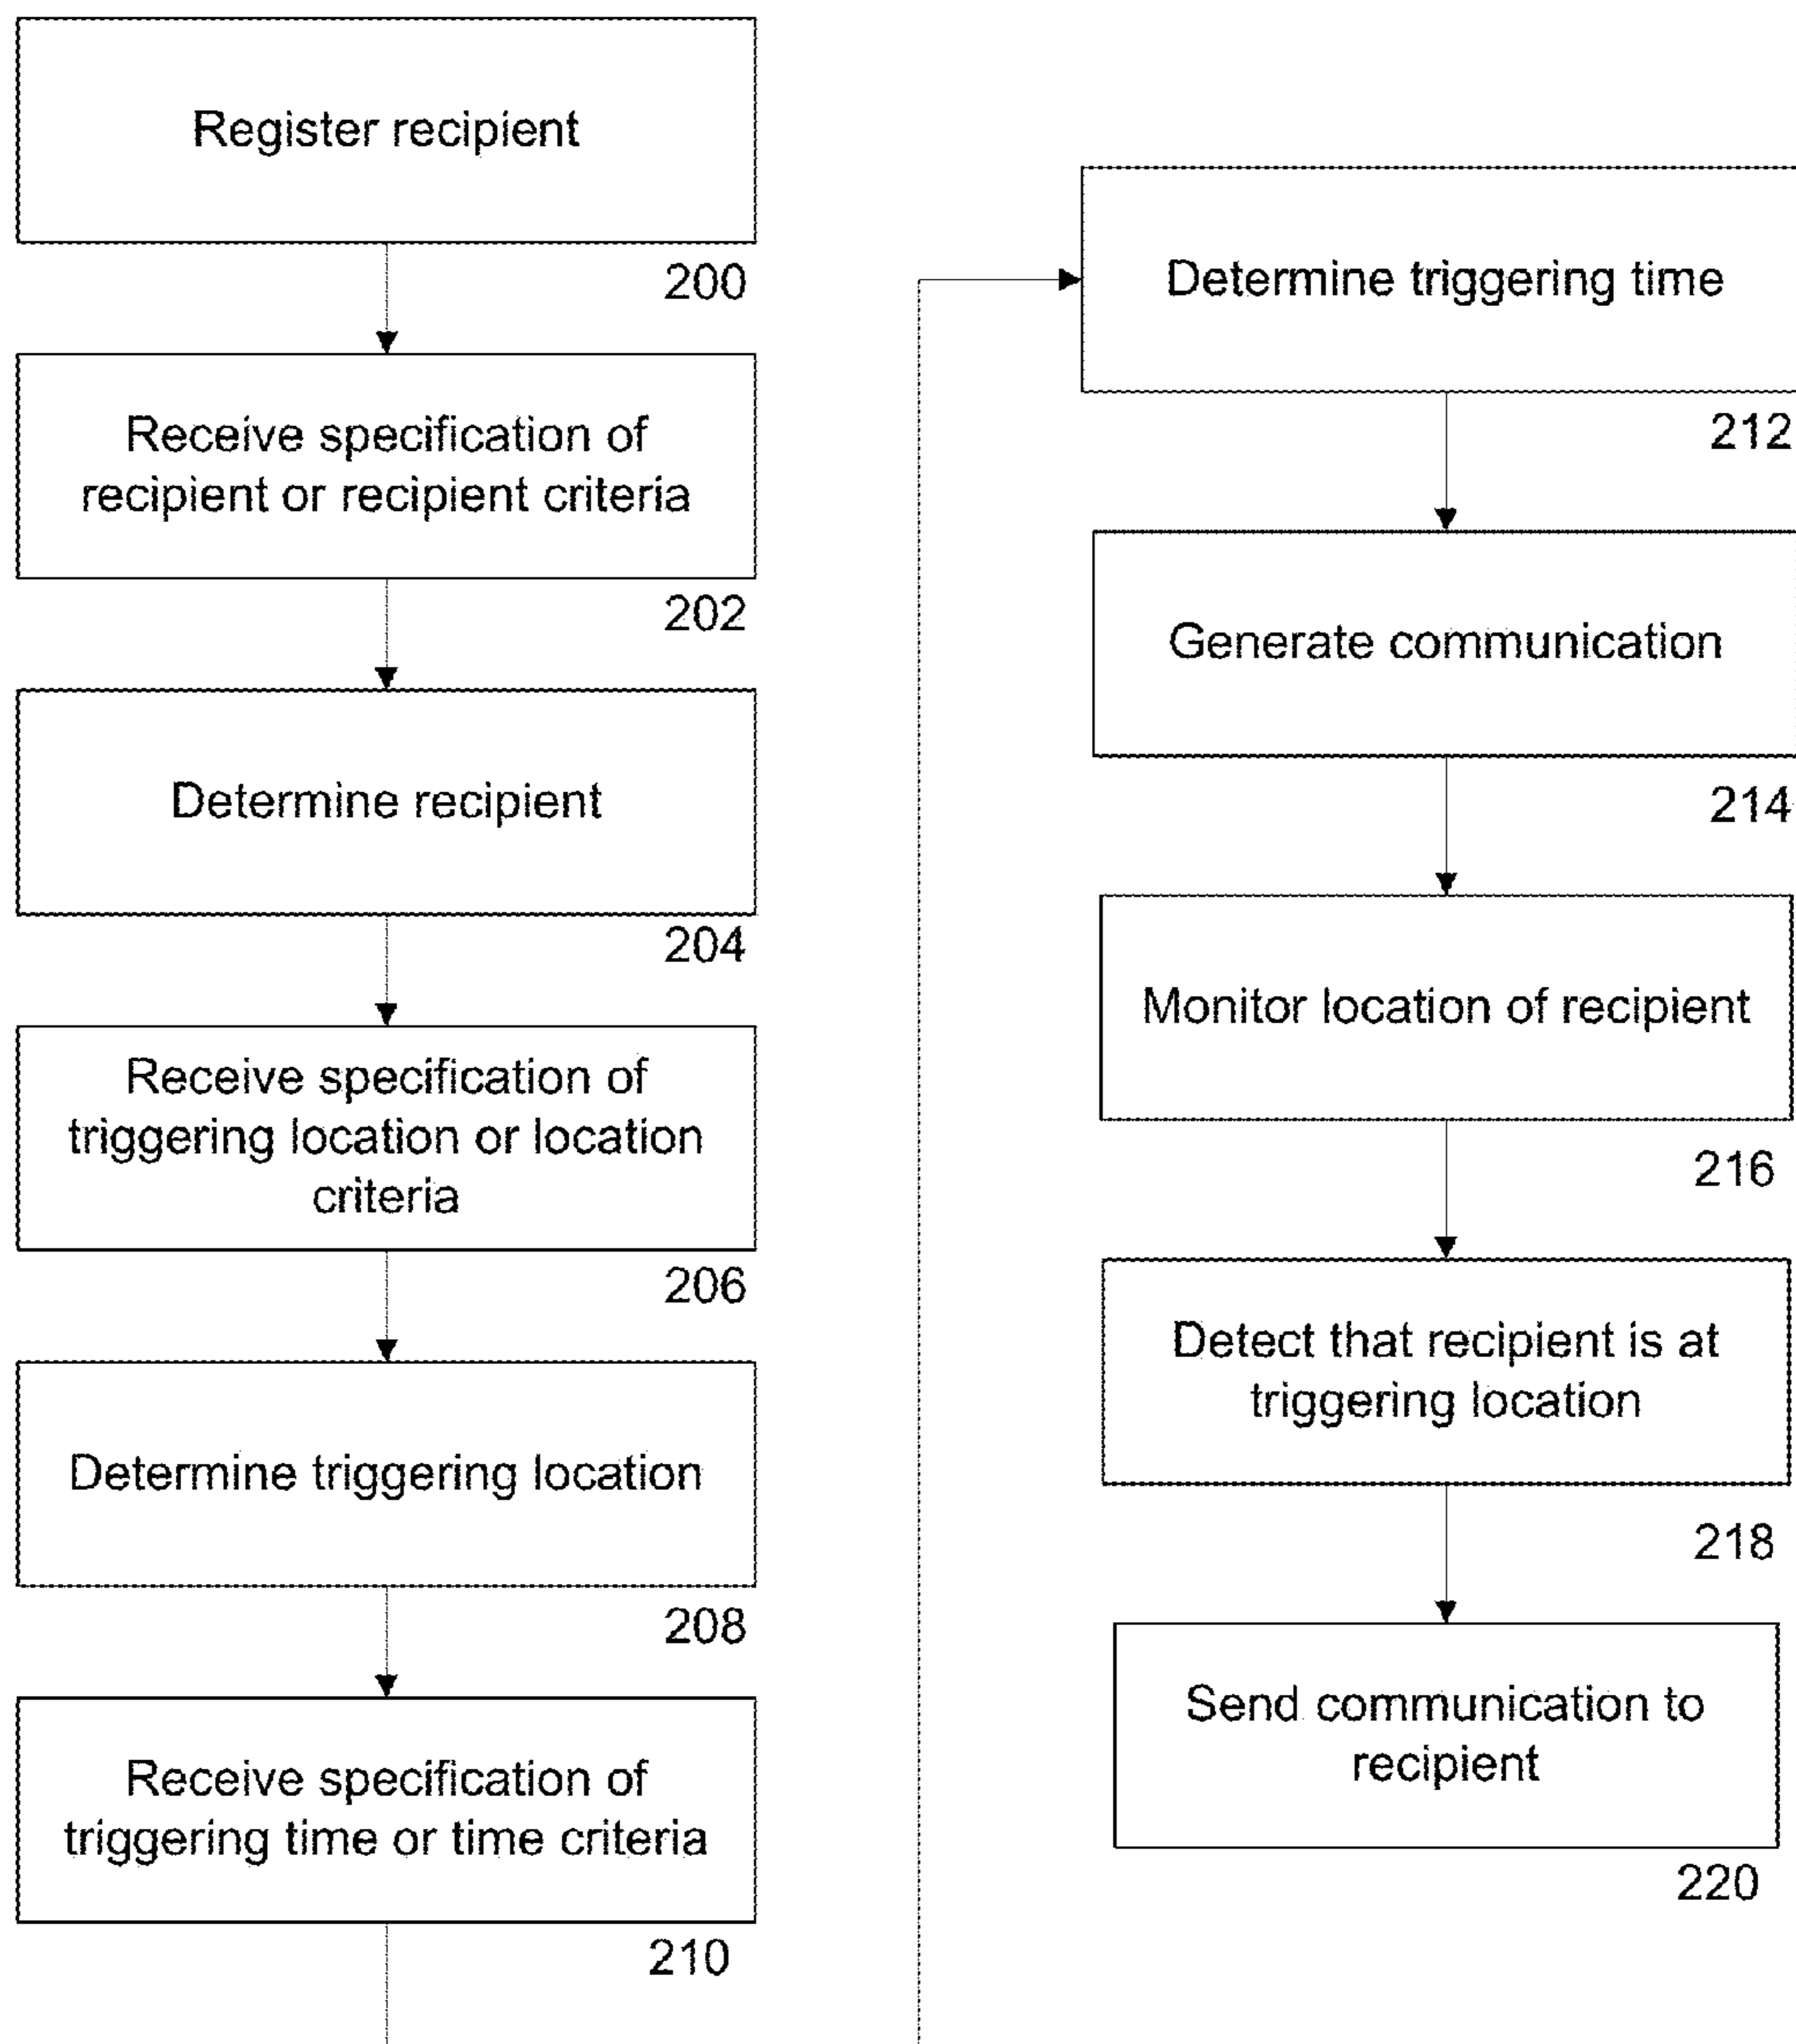 Register recipient
200
Receive specification of
recipient or recipient criteria
202
Determine recipient
204
Receive specification of
triggering location or location
criteria
206
Determine triggering location
208
Receive specification of
triggering time or time criteria
210
Determine triggering time
212
Generate communication
214
Monitor location of recipient
216
Detect that recipient is at
triggering location
218
Send communication to
recipient
220